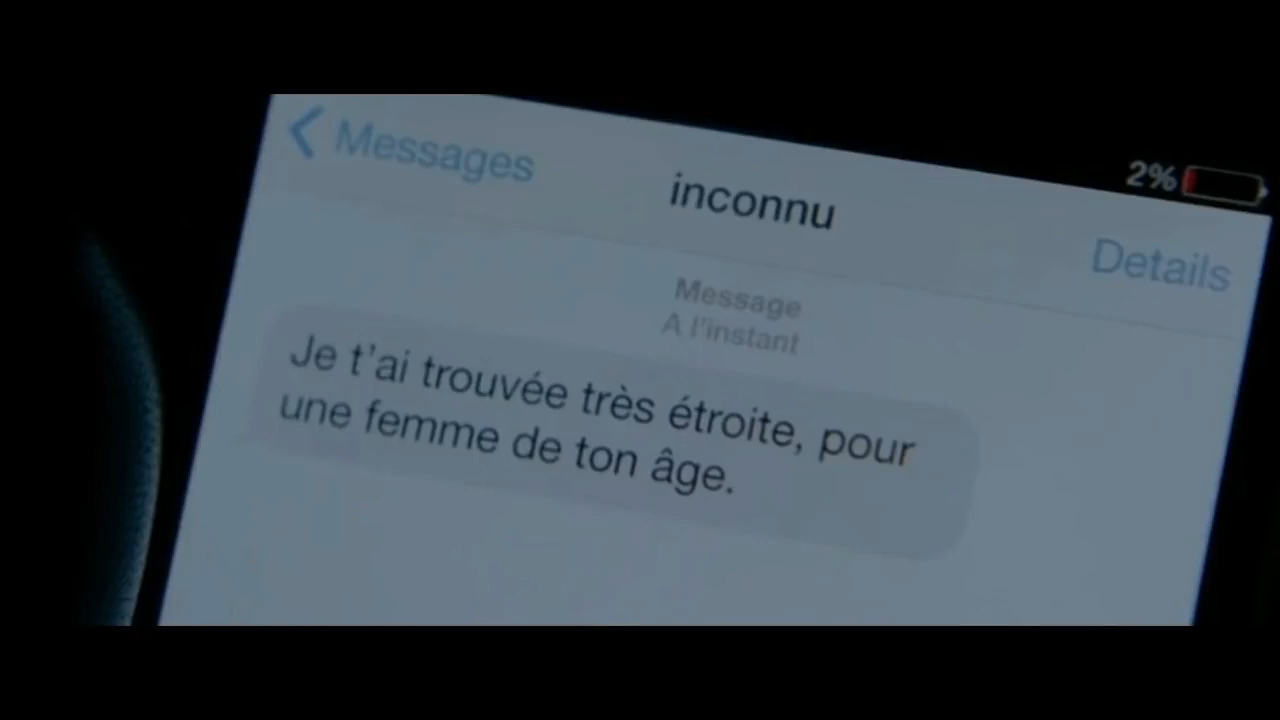 2%
Messages
inconnu
Details
Message
A l'instant
Je t'ai trouvée très étroite, pour
une femme de ton âge.